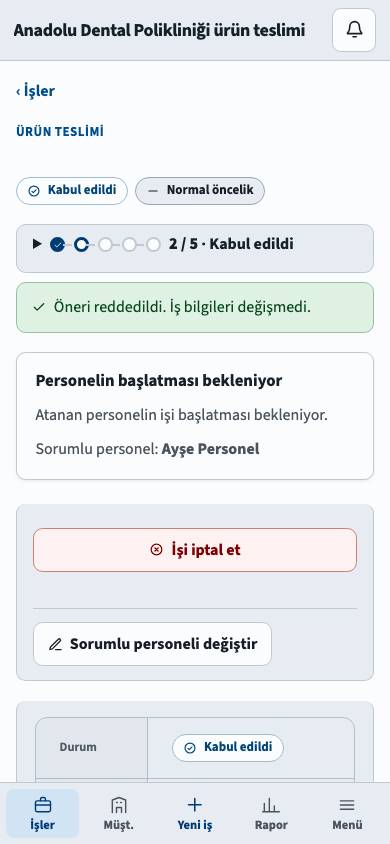 Anadolu Dental Polikliniği ürün teslimi
‹ İşler
ÜRÜN TESLİMİ
Kabul edildi
Normal öncelik
2 / 5 · Kabul edildi
Öneri reddedildi. İş bilgileri değişmedi.
Personelin başlatması bekleniyor
Atanan personelin işi başlatması bekleniyor.
Sorumlu personel: Ayşe Personel
İşi iptal et
Sorumlu personeli değiştir
Durum
Kabul edildi
İşler
Müşt.
Yeni iş
Rapor
Menü